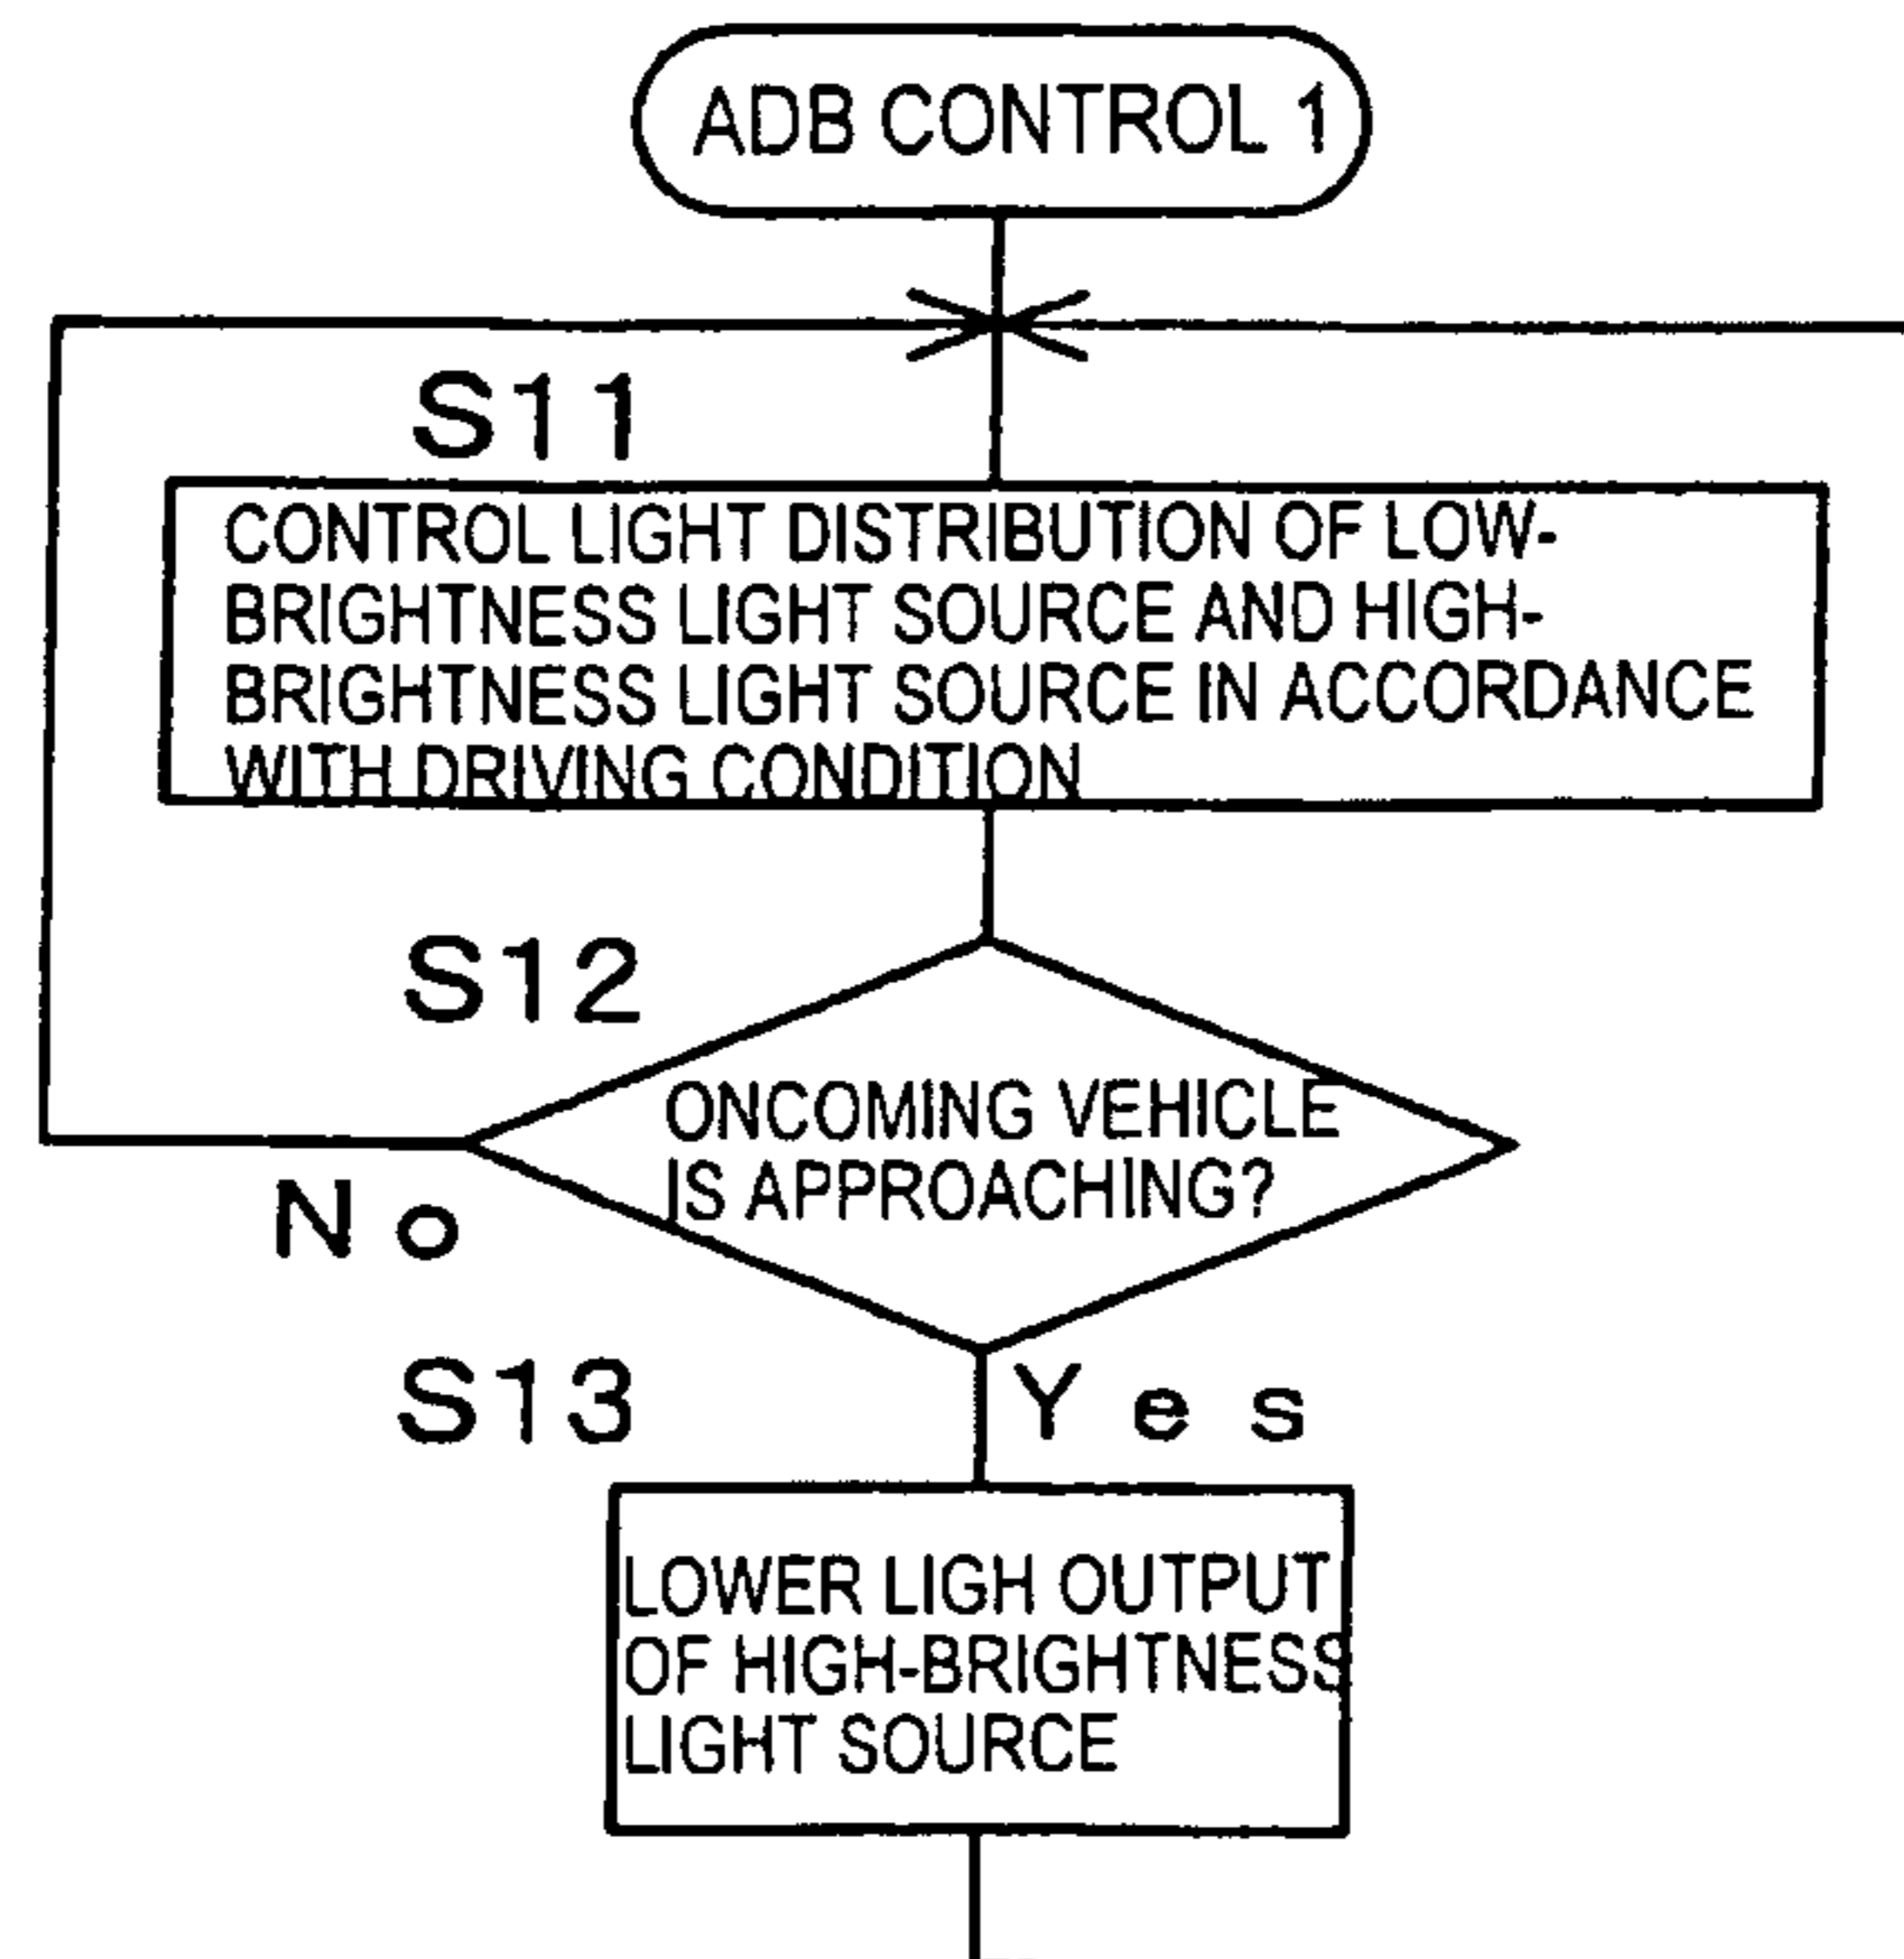 ADB CONTROL 1
S11
CONTROL LIGHT DISTRIBUTION OF LOW-
BRIGHTNESS LIGHT SOURCE AND HIGH-
BRIGHTNESS LIGHT SOURCE IN ACCORDANCE
WITH DRIVING CONDITION
S12
ONCOMING VEHICLE
IS APPROACHING?
No
S13
Yes
LOWER LIGH OUTPUT
OF HIGH-BRIGHTNESS
LIGHT SOURCE